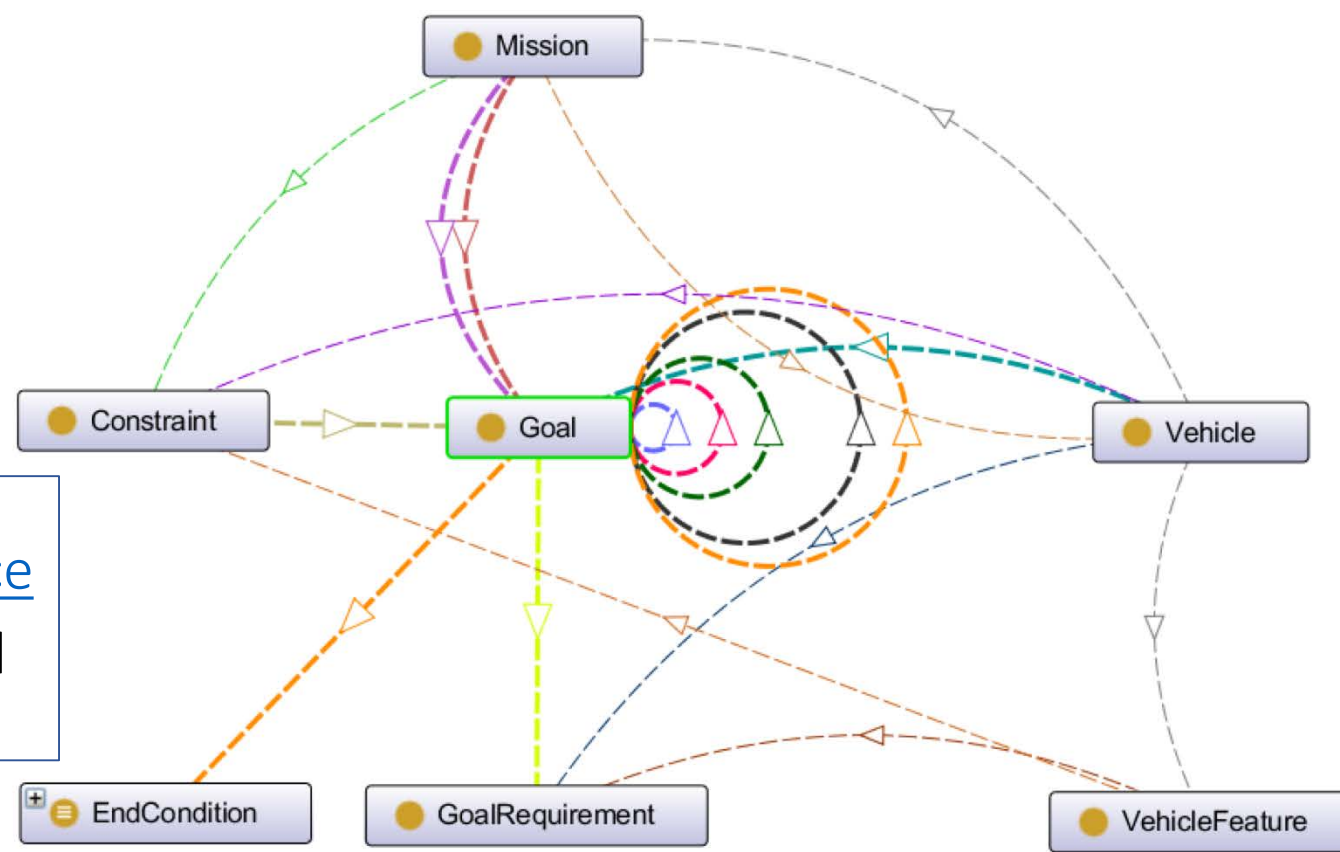 Mission
Constraint
Goal
Vehicle
EndCondition
GoalRequirement
VehicleFeature